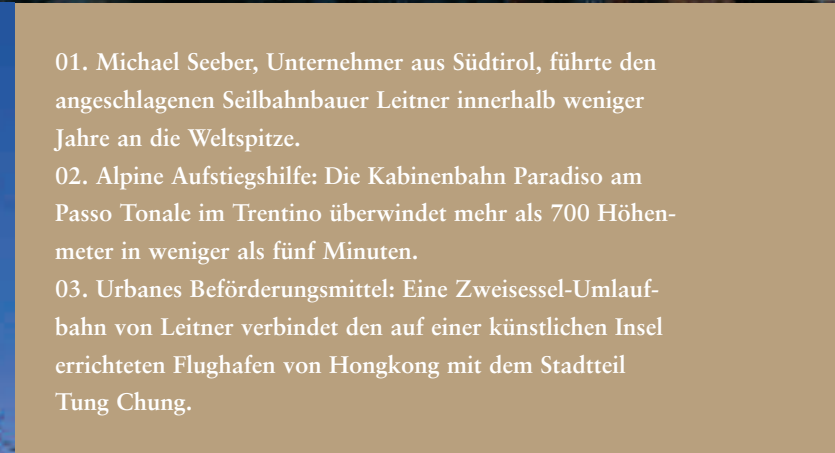 01. Michael Seeber, Unternehmer aus Südtirol, führte den
angeschlagenen Seilbahnbauer Leitner innerhalb weniger
Jahre an die Weltspitze.
02. Alpine Aufstiegshilfe: Die Kabinenbahn Paradiso am
Passo Tonale im Trentino überwindet mehr als 700 Höhen-
meter in weniger als fünf Minuten.
03. Urbanes Beförderungsmittel: Eine Zweisessel-Umlauf-
bahn von Leitner verbindet den auf einer künstlichen Insel
errichteten Flughafen von Hongkong mit dem Stadtteil
Tung Chung.